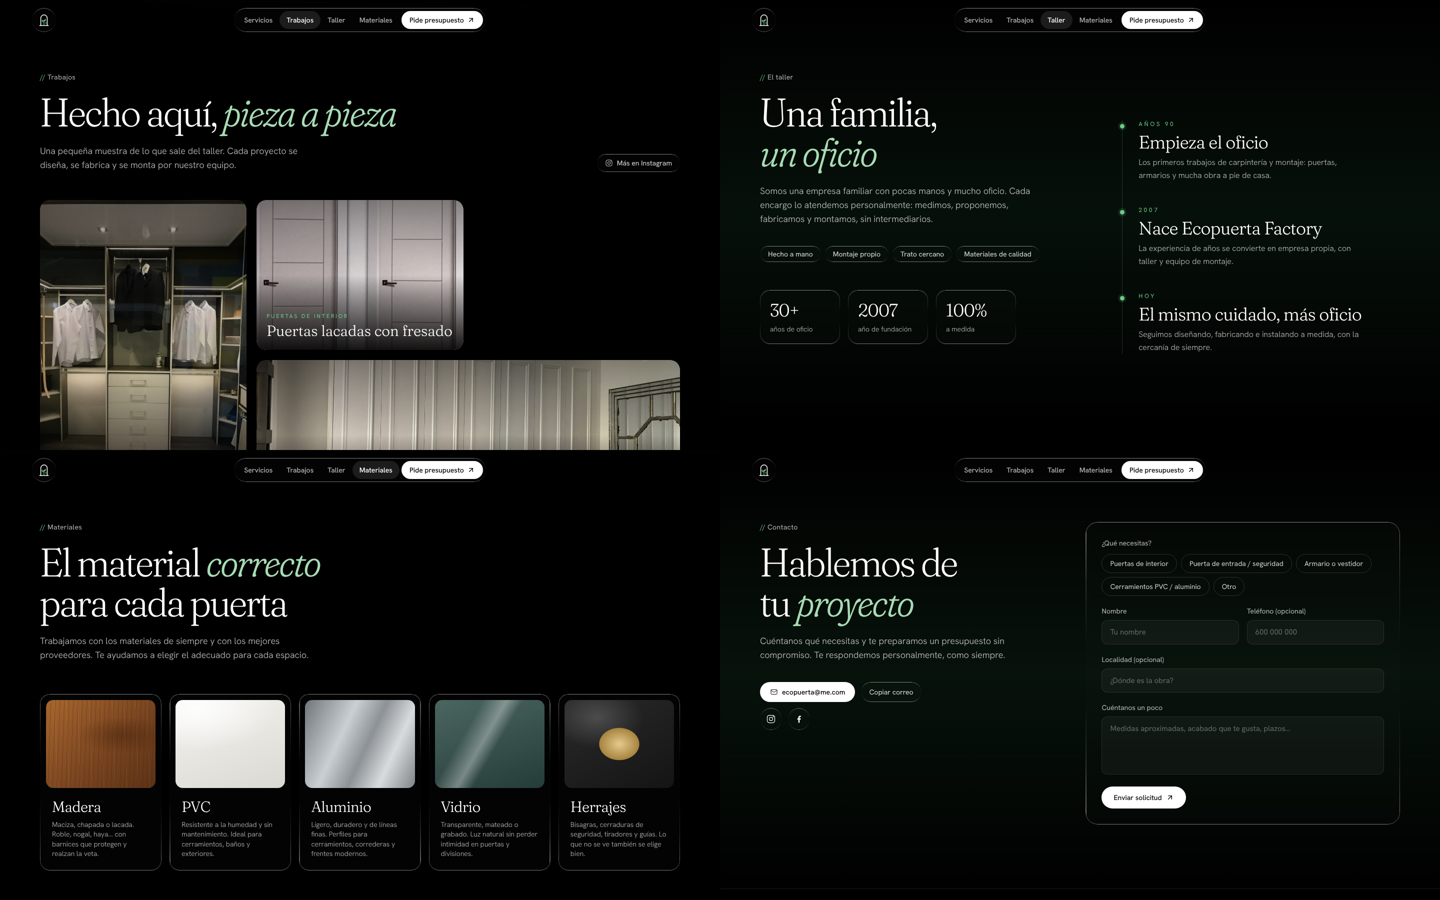 Servicios Trabajos Taller Materiales Pide presupuesto
// Trabajos
Hecho aquí, pieza a pieza
Una pequeña muestra de lo que sale del taller. Cada proyecto se
diseña, se fabrica y se monta por nuestro equipo.
Más en Instagram
PUERTAS DE INTERIOR
Puertas lacadas con fresado
Servicios Trabajos Taller Materiales Pide presupuesto
// El taller
Una familia,
un oficio
Somos una empresa familiar con pocas manos y mucho oficio. Cada
encargo lo atendemos personalmente: medimos, proponemos,
fabricamos y montamos, sin intermediarios.
Hecho a mano Montaje propio Trato cercano Materiales de calidad
30+
años de oficio
2007
año de fundación
100%
a medida
AÑOS 90
Empieza el oficio
Los primeros trabajos de carpintería y montaje: puertas,
armarios y mucha obra a pie de casa.
2007
Nace Ecopuerta Factory
La experiencia de años se convierte en empresa propia, con
taller y equipo de montaje.
HOY
El mismo cuidado, más oficio
Seguimos diseñando, fabricando e instalando a medida, con la
cercanía de siempre.
Servicios Trabajos Taller Materiales Pide presupuesto
// Materiales
El material correcto
para cada puerta
Trabajamos con los materiales de siempre y con los mejores
proveedores. Te ayudamos a elegir el adecuado para cada espacio.
Madera
Maciza, chapada o lacada.
Roble, nogal, haya... con
barnices que protegen y
realzan la veta.
PVC
Resistente a la humedad y sin
mantenimiento. Ideal para
cerramientos, baños y
exteriores.
Aluminio
Ligero, duradero y de líneas
finas. Perfiles para
cerramientos, correderas y
frentes modernos.
Vidrio
Transparente, mateado o
grabado. Luz natural sin perder
intimidad en puertas y
divisiones.
Herrajes
Bisagras, cerraduras de
seguridad, tiradores y guías. Lo
que no se ve también se elige
bien.
Servicios Trabajos Taller Materiales Pide presupuesto
// Contacto
Hablemos de
tu proyecto
Cuéntanos qué necesitas y te preparamos un presupuesto sin
compromiso. Te respondemos personalmente, como siempre.
ecopuerta@me.com Copiar correo
¿Qué necesitas?
Puertas de interior Puerta de entrada / seguridad Armario o vestidor
Cerramientos PVC / aluminio Otro
Nombre Teléfono (opcional)
Tu nombre 600 000 000
Localidad (opcional)
¿Dónde es la obra?
Cuéntanos un poco
Medidas aproximadas, acabado que te gusta, plazos...
Enviar solicitud